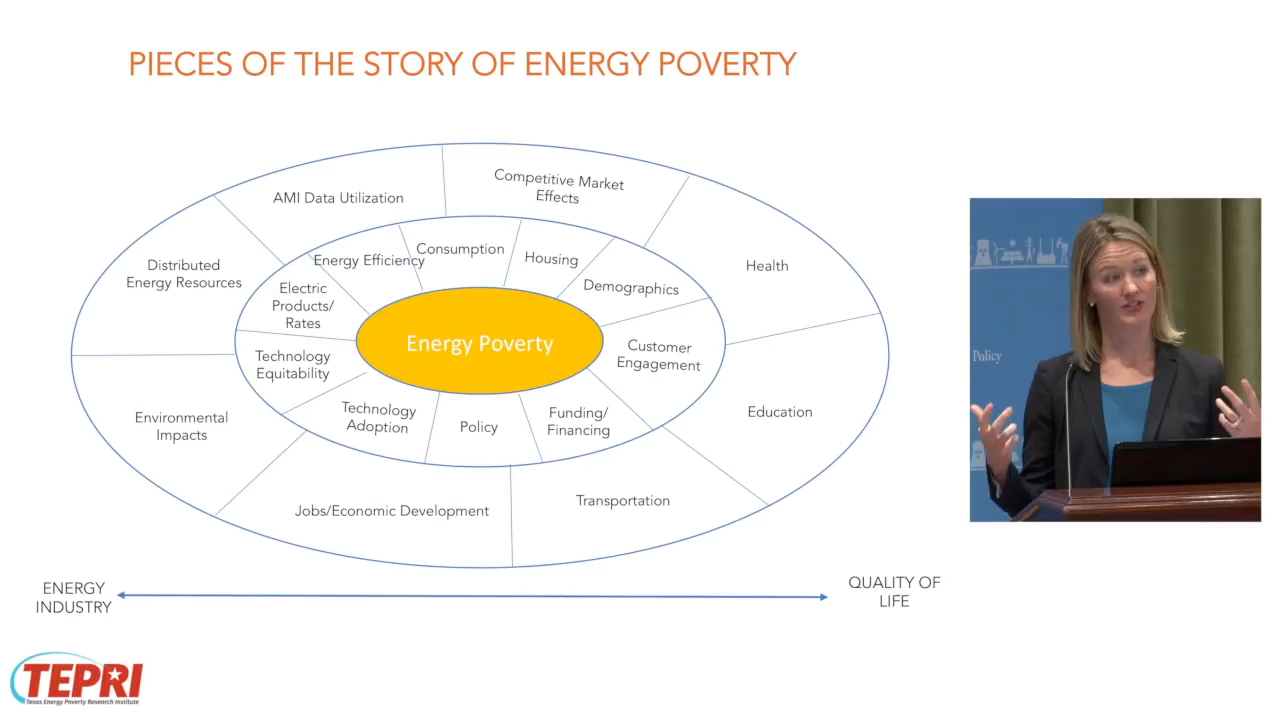 PIECES OF THE STORY OF ENERGY POVERTY
AMI Data Utilization
Competitive Market
Effects
Distributed
Energy Resources
Health
Energy Efficiency
Consumption
Housing
Demographics
Electric
Products/
Rates
Energy Poverty
Technology
Equitability
Customer
Engagement
Technology
Adoption
Policy
Funding/
Financing
Environmental
Impacts
Education
Jobs/Economic Development
Transportation
ENERGY
INDUSTRY
QUALITY OF
LIFE
Policy
TEPRI
Texas Energy Poverty Research Institute